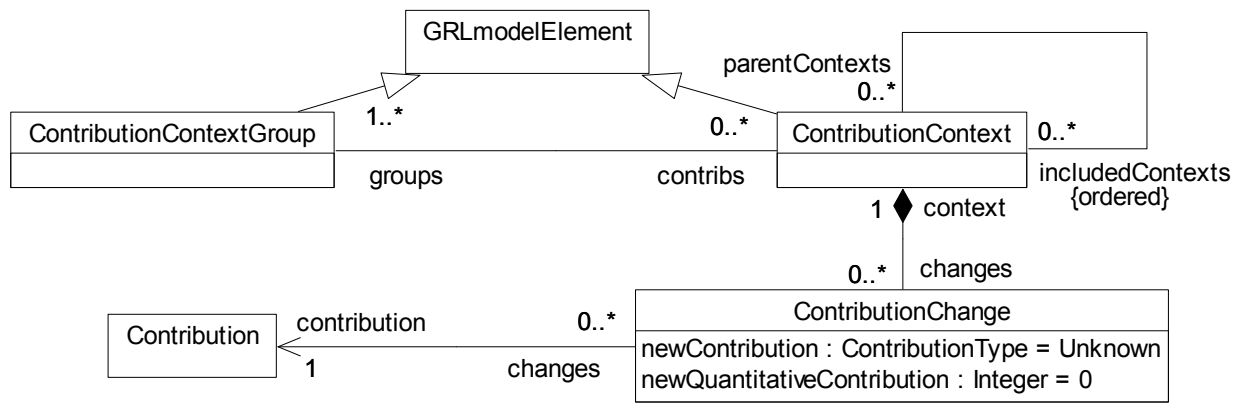 GRLmodelElement
parentContexts
0..*
1..*
0..*
ContributionContextGroup
ContributionContext
0..*
groups
contribs
includedContexts
{ordered}
1
context
0..*
changes
ContributionChange
Contribution
contribution
0..*
1
changes
newContribution : ContributionType = Unknown
newQuantitativeContribution : Integer = 0